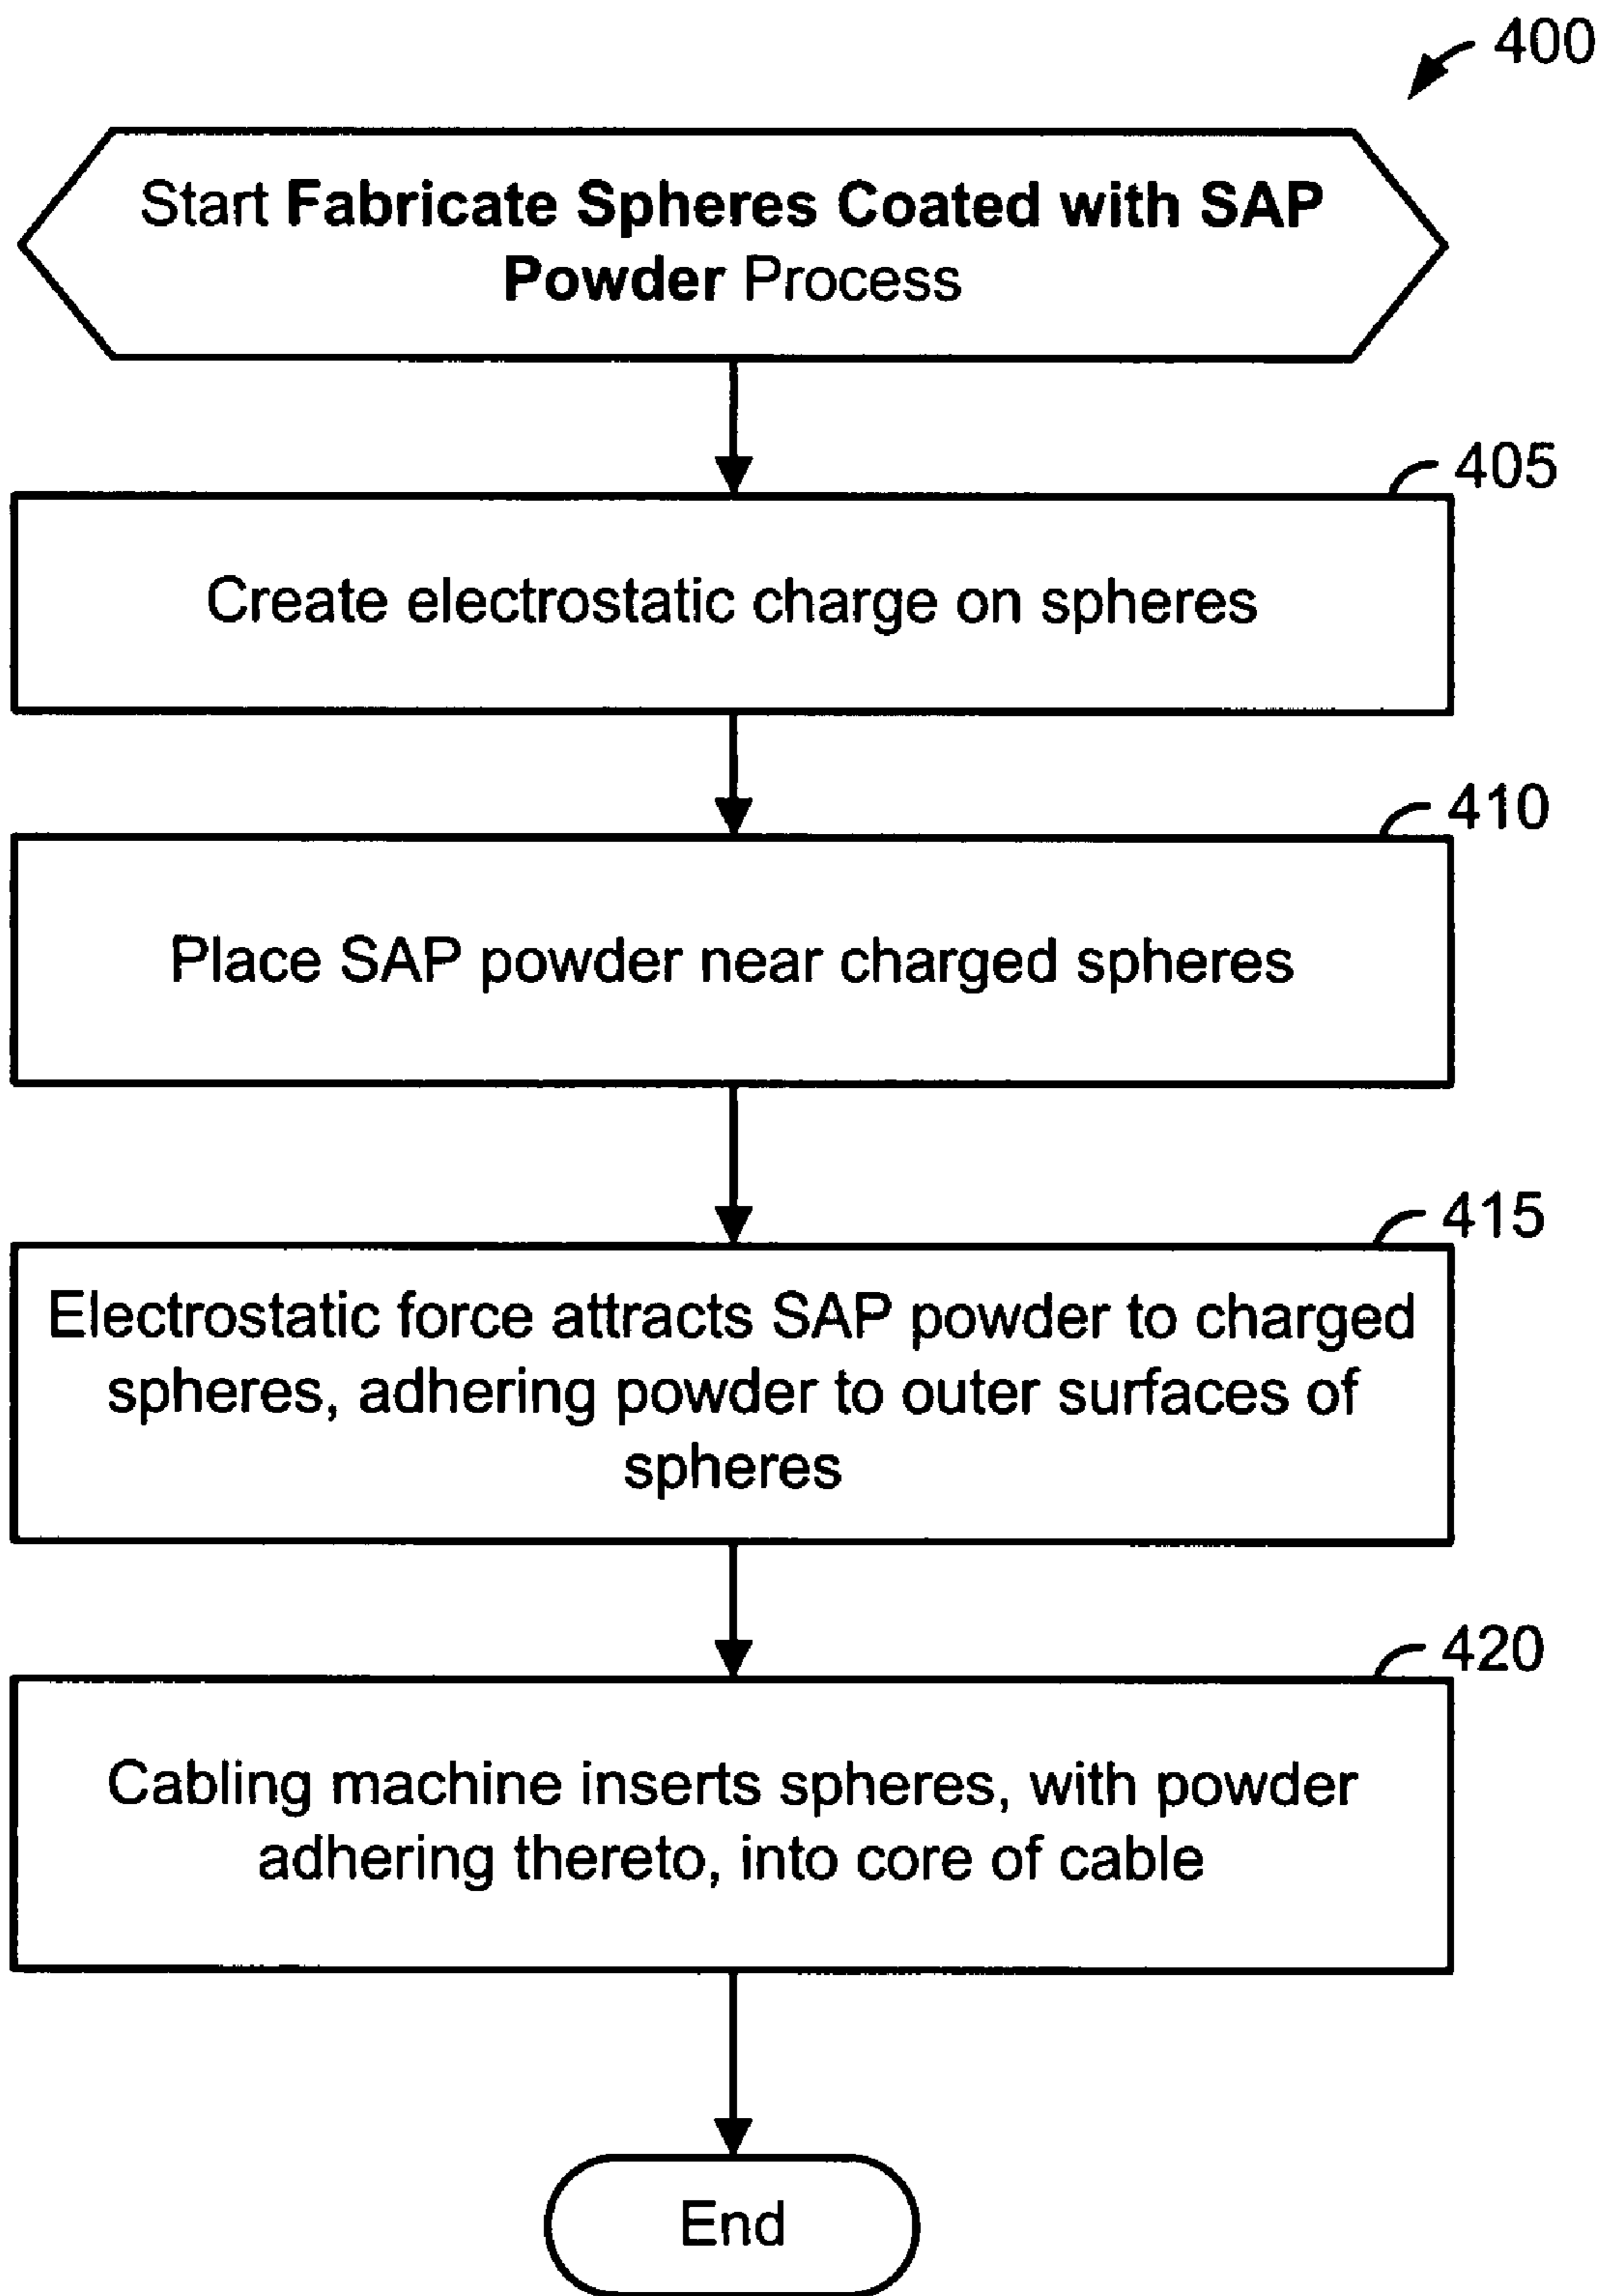 400
Start Fabricate Spheres Coated with SAP
Powder Process
405
Create electrostatic charge on spheres
410
Place SAP powder near charged spheres
415
Electrostatic force attracts SAP powder to charged
spheres, adhering powder to outer surfaces of
spheres
420
Cabling machine inserts spheres, with powder
adhering thereto, into core of cable
End